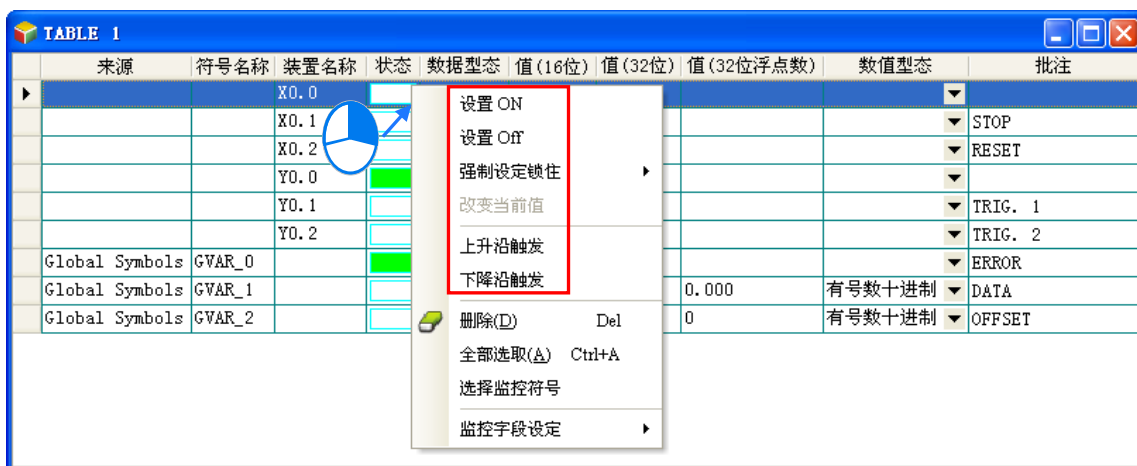 TABLE 1
来源 符号名称 装置名称 状态 数据型态 值(16位) 值(32位) 值(32位浮点数) 数值型态 批注
X0.0
X0.1 STOP
X0.2 RESET
Y0.0
Y0.1 TRIG. 1
Y0.2 TRIG. 2
Global Symbols GVAR_0 ERROR
Global Symbols GVAR_1 0.000 有号数十进制 DATA
Global Symbols GVAR_2 0 有号数十进制 OFFSET
设置 ON
设置 Off
强制设定锁住
改变当前值
上升沿触发
下降沿触发
删除(D) Del
全部选取(A) Ctrl+A
选择监控符号
监控字段设定